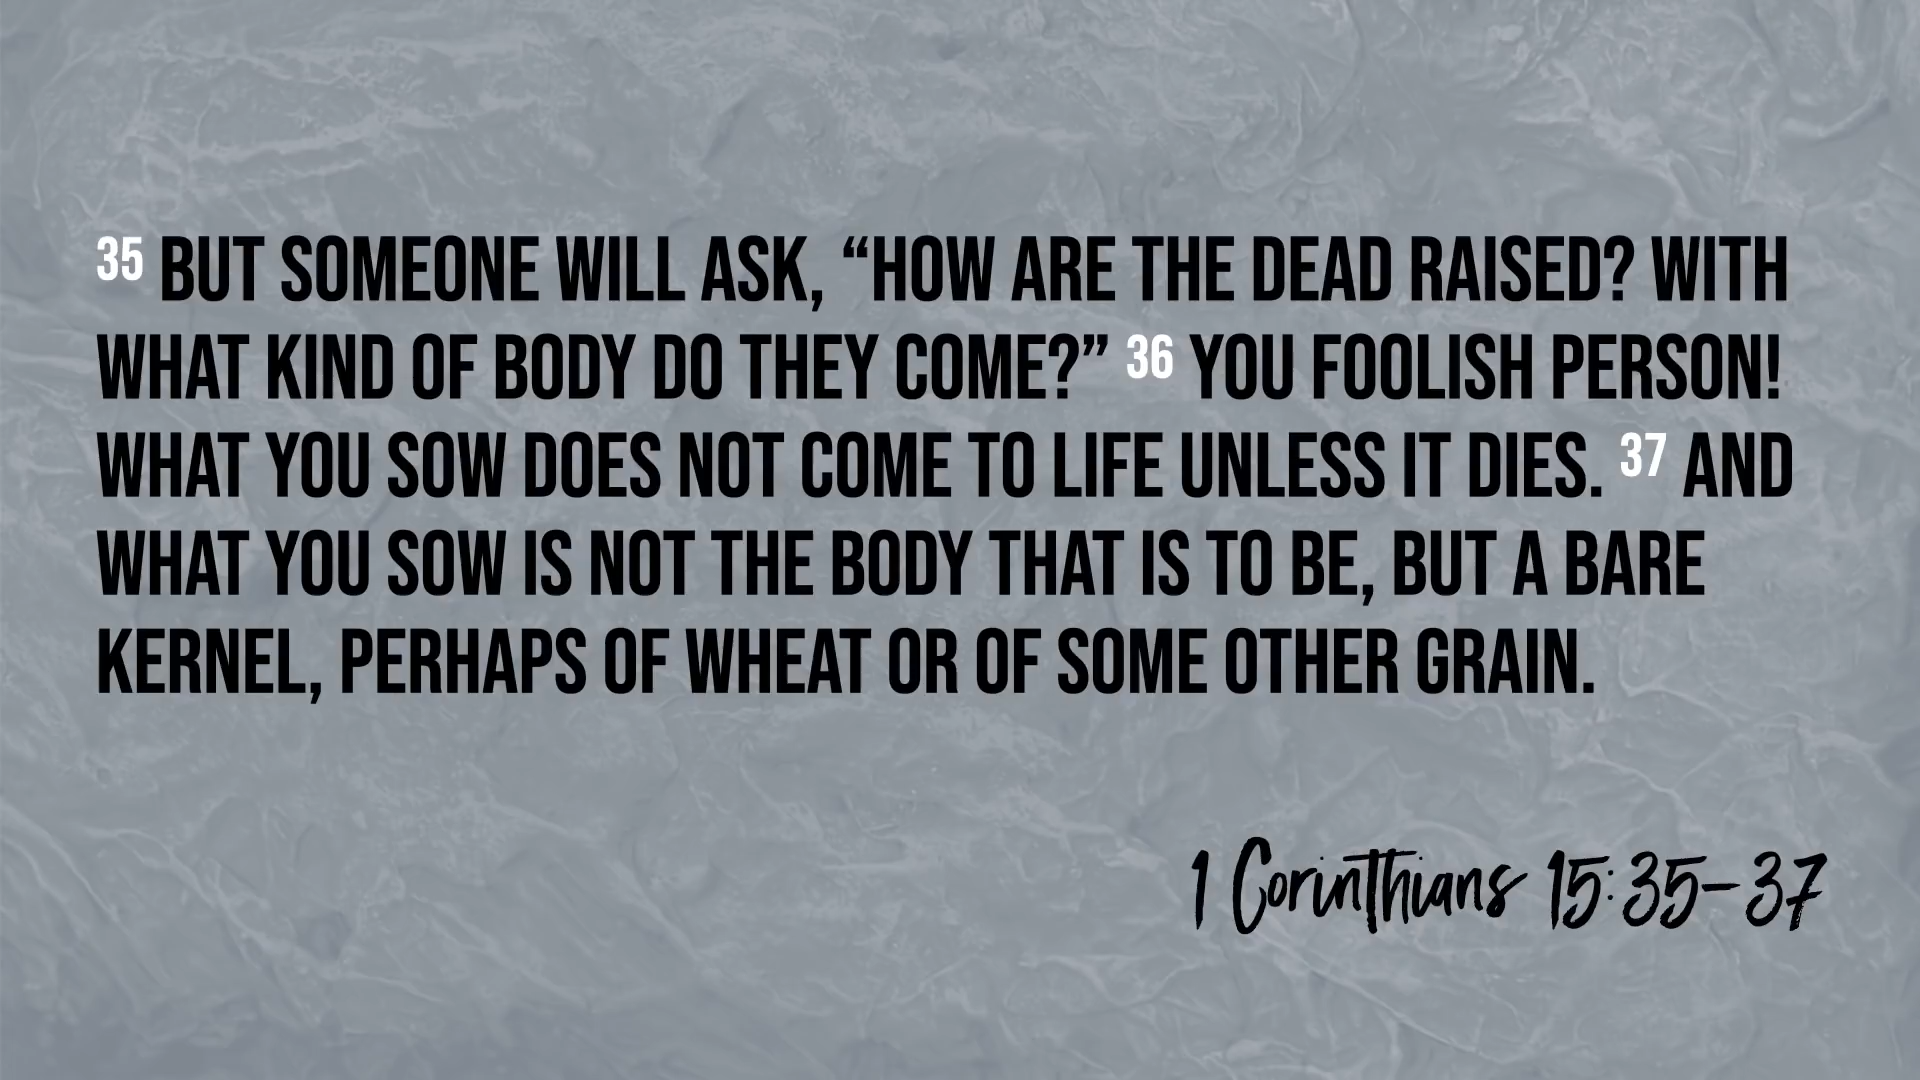 35 BUT SOMEONE WILL ASK, “HOW ARE THE DEAD RAISED? WITH
WHAT KIND OF BODY DO THEY COME?” 36 YOU FOOLISH PERSON!
WHAT YOU SOW DOES NOT COME TO LIFE UNLESS IT DIES. 37 AND
WHAT YOU SOW IS NOT THE BODY THAT IS TO BE, BUT A BARE
KERNEL, PERHAPS OF WHEAT OR OF SOME OTHER GRAIN.
1 Corinthians 15:35–37